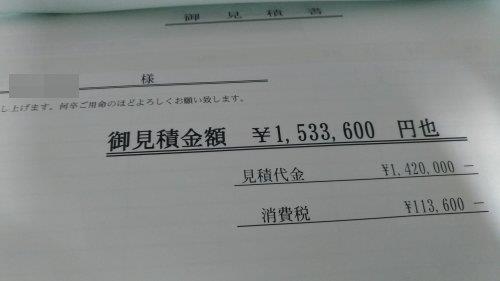 御見積書
様
し上げます。何卒ご用命のほどよろしくお願い致します。
御見積金額 ￥1,533,600 円也
見積代金 ¥1,420,000 －
消費税 ¥113,600 －